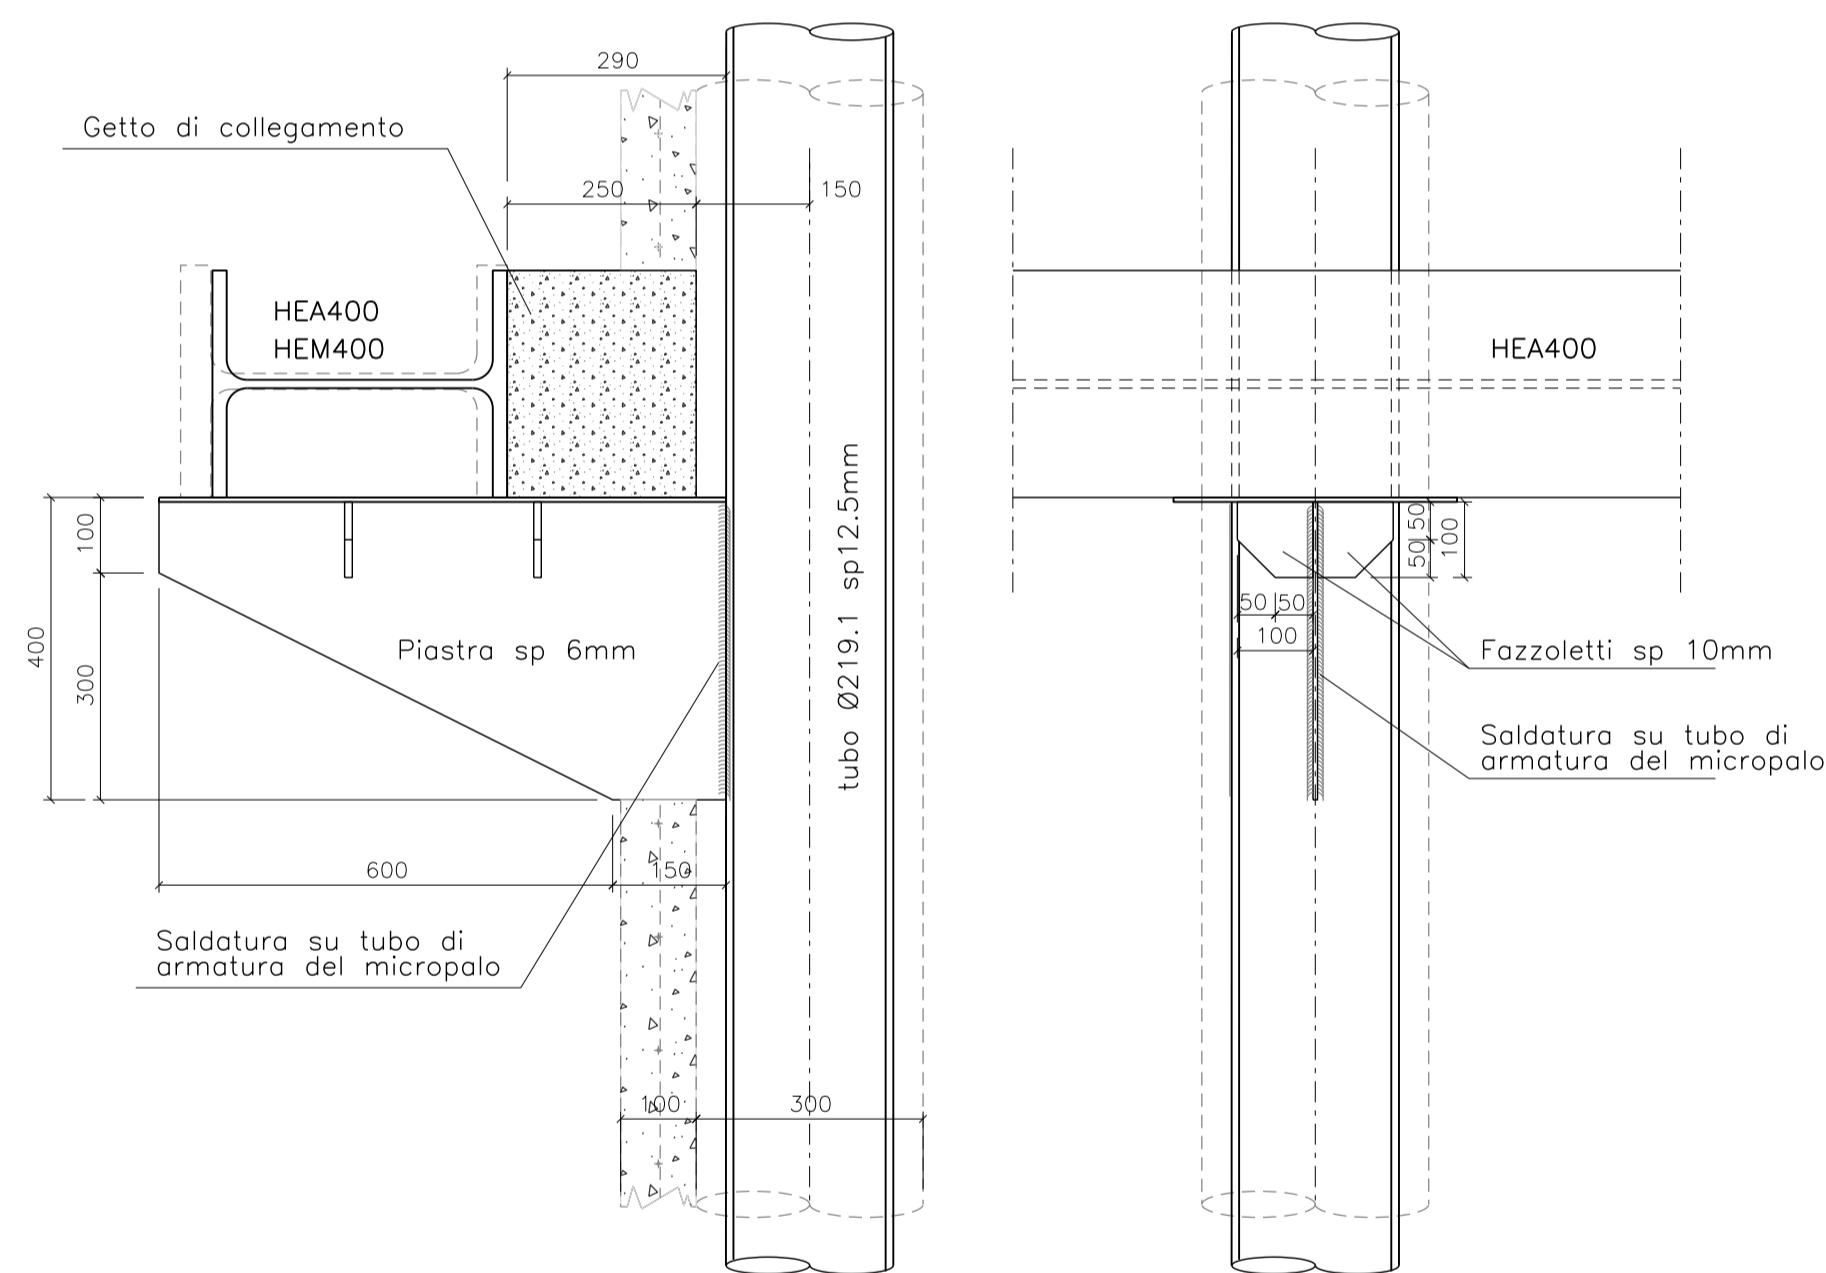 290
Getto di collegamento
250
150
HEA400
HEM400
HEA400
tubo Ø219.1 sp12.5mm
100
300
400
Piastra sp 6mm
50
50
100
50
50
100
Fazzoletti sp 10mm
Saldatura su tubo di
armatura del micropalo
600
150
Saldatura su tubo di
armatura del micropalo
100
300